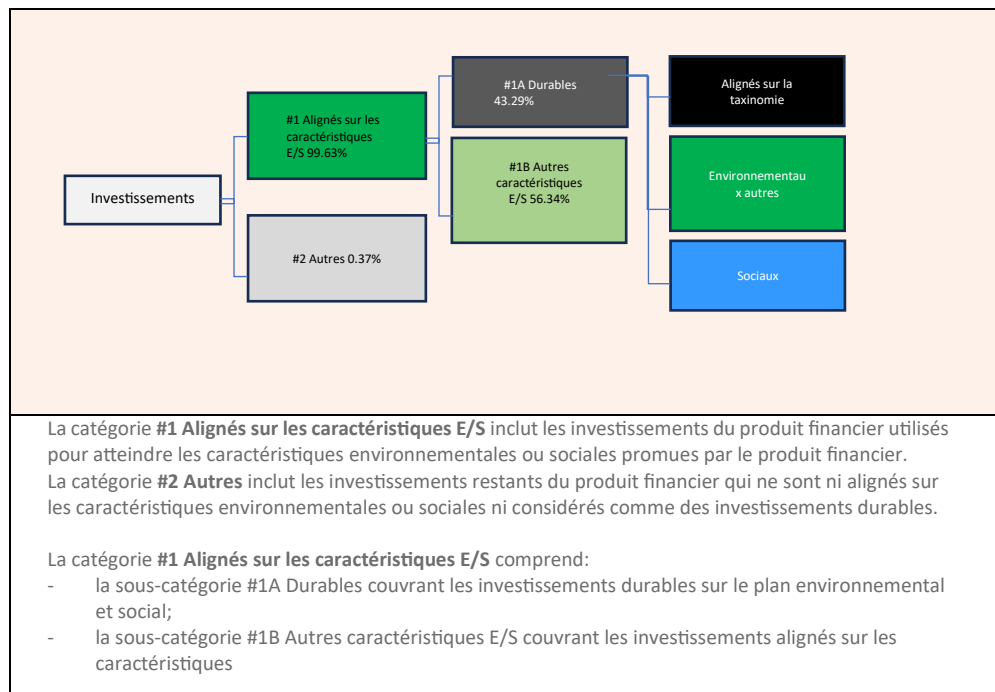 Investissements
#1 Alignés sur les
caractéristiques
E/S 99.63%
#2 Autres 0.37%
#1A Durables
43.29%
#1B Autres
caractéristiques
E/S 56.34%
Alignés sur la
taxinomie
Environnementau
x autres
Sociaux
La catégorie #1 Alignés sur les caractéristiques E/S inclut les investissements du produit financier utilisés
pour atteindre les caractéristiques environnementales ou sociales promues par le produit financier.
La catégorie #2 Autres inclut les investissements restants du produit financier qui ne sont ni alignés sur
les caractéristiques environnementales ou sociales ni considérés comme des investissements durables.
La catégorie #1 Alignés sur les caractéristiques E/S comprend:
- la sous-catégorie #1A Durables couvrant les investissements durables sur le plan environnemental
et social;
- la sous-catégorie #1B Autres caractéristiques E/S couvrant les investissements alignés sur les
caractéristiques